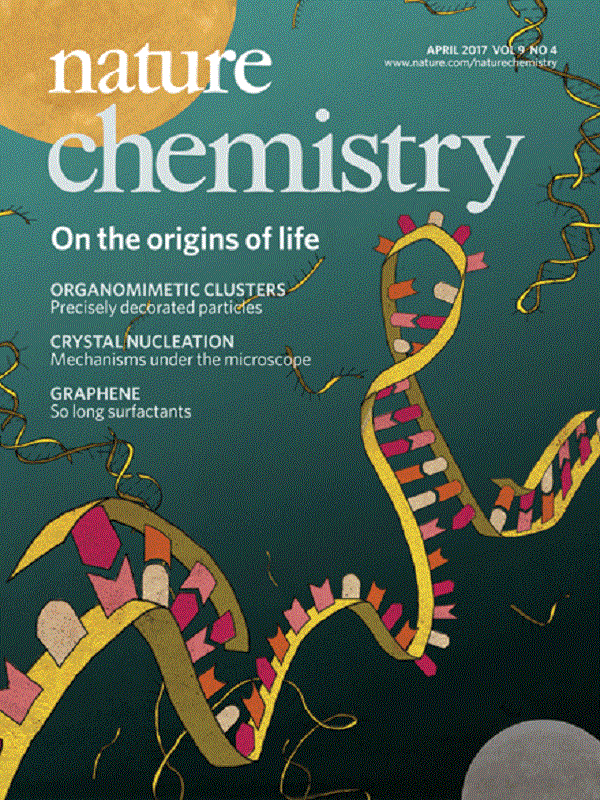 nature
chemistry
APRIL 2017 VOL 9 NO 4
www.nature.com/naturechemistry
On the origins of life
ORGANOMIMETIC CLUSTERS
Precisely decorated particles
CRYSTAL NUCLEATION
Mechanisms under the microscope
GRAPHENE
So long surfactants